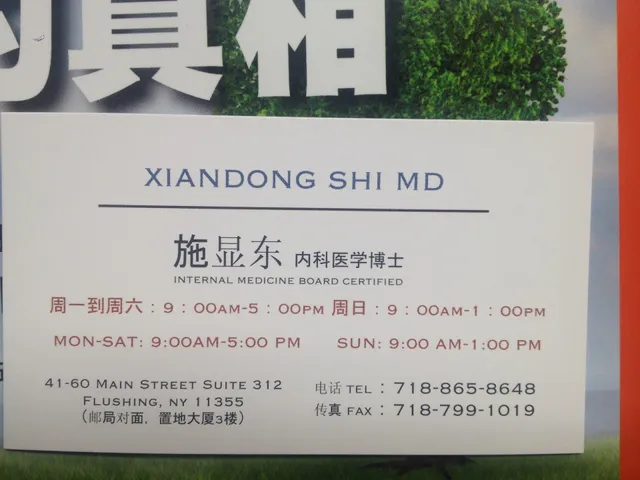 的真相
XIANDONG SHI MD
施显东 内科医学博士
INTERNAL MEDICINE BOARD CERTIFIED
周一到周六：9：00AM-5：00PM 周日：9：00AM-1：00PM
MON-SAT: 9:00AM-5:00 PM SUN: 9:00 AM-1:00 PM
41-60 MAIN STREET SUITE 312
FLUSHING, NY 11355
(邮局对面，置地大厦3楼)
电话 TEL：718-865-8648
传真 FAX：718-799-1019